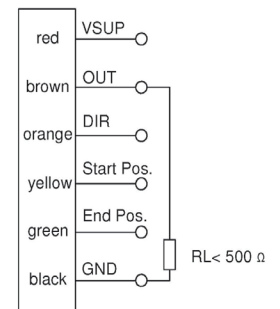 red VSUP
brown OUT
orange DIR
yellow Start Pos.
green End Pos.
black GND
RL< 500 Ω